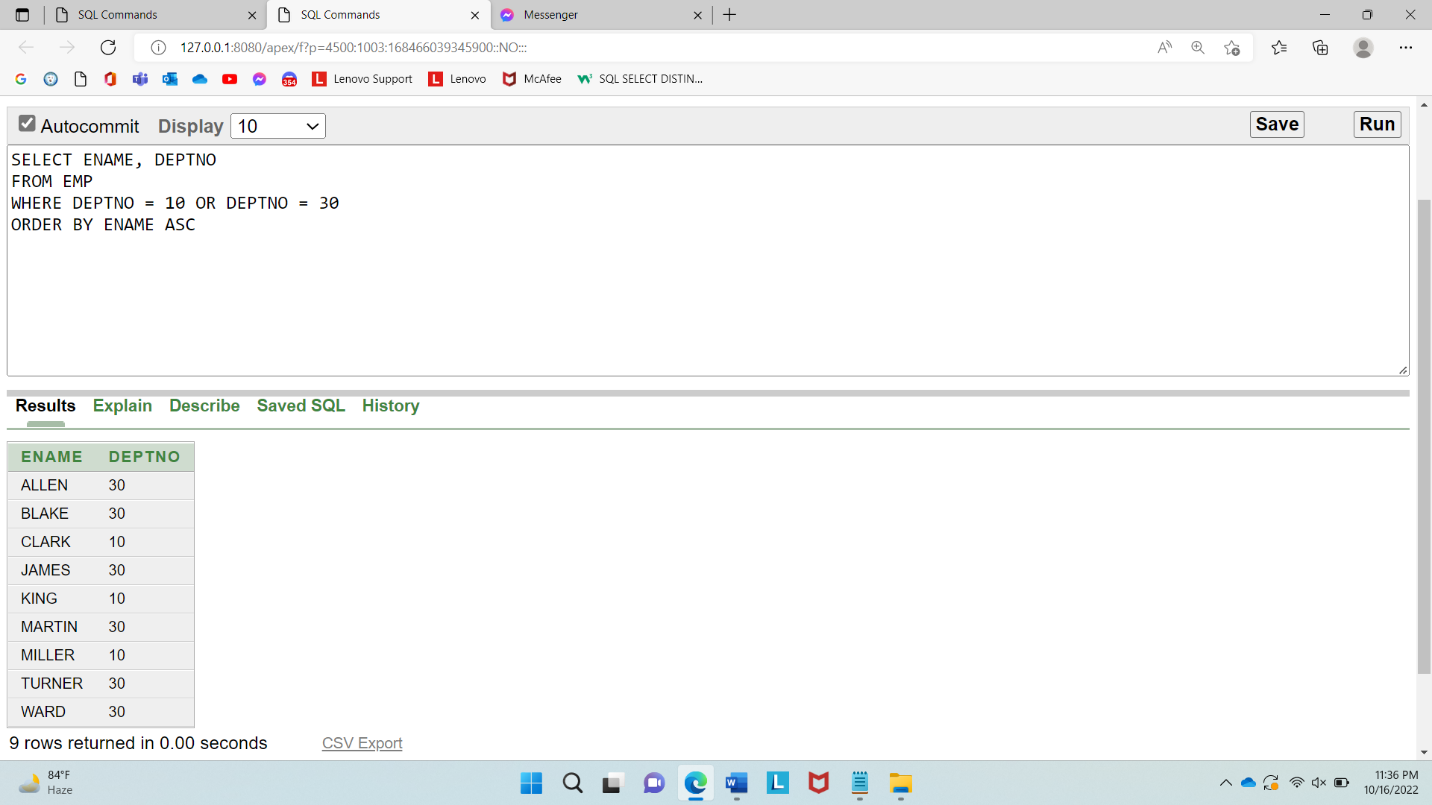 SQL Commands
SQL Commands
Messenger
127.0.0.1:8080/apex/f?p=4500:1003:168466039345900::NO:::
G 354 L Lenovo Support L Lenovo McAfee SQL SELECT DISTIN...
Autocommit Display 10 Save Run
SELECT ENAME, DEPTNO
FROM EMP
WHERE DEPTNO = 10 OR DEPTNO = 30
ORDER BY ENAME ASC
Results Explain Describe Saved SQL History
ENAME DEPTNO
ALLEN 30
BLAKE 30
CLARK 10
JAMES 30
KING 10
MARTIN 30
MILLER 10
TURNER 30
WARD 30
9 rows returned in 0.00 seconds CSV Export
84°F
Haze
W L
11:36 PM
10/16/2022